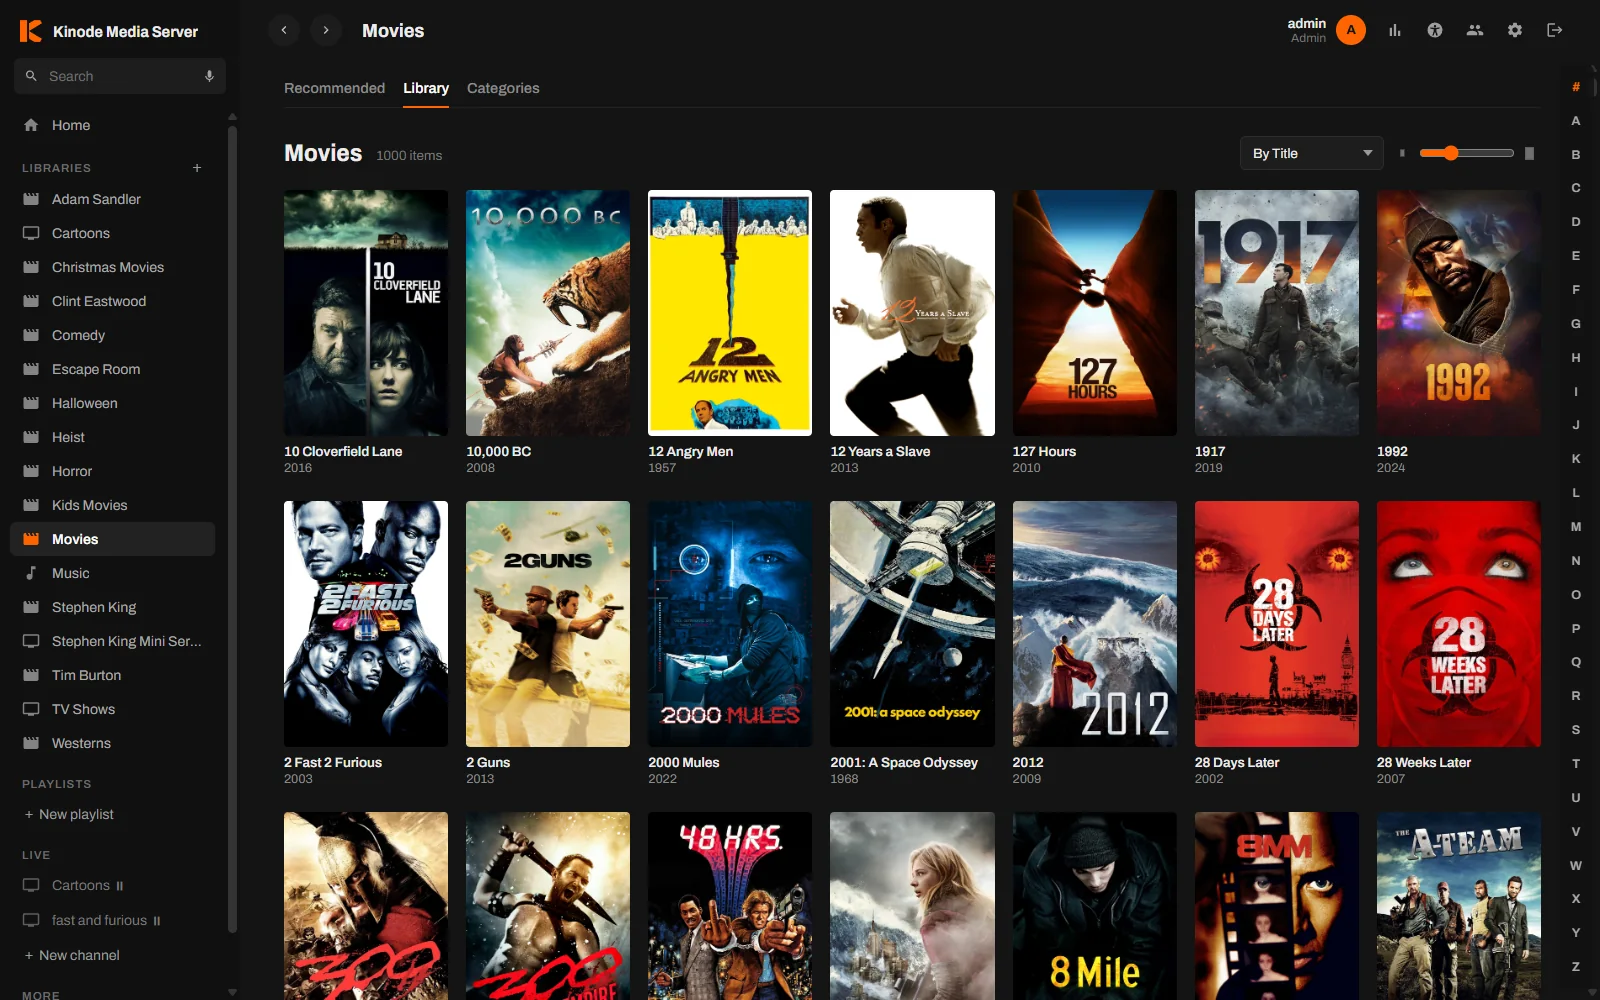 Kinode Media Server
Search
Home
LIBRARIES
Adam Sandler
Cartoons
Christmas Movies
Clint Eastwood
Comedy
Escape Room
Halloween
Heist
Horror
Kids Movies
Movies
Music
Stephen King
Stephen King Mini Ser...
Tim Burton
TV Shows
Westerns
PLAYLISTS
+ New playlist
LIVE
Cartoons
fast and furious
+ New channel
MORE
Movies
admin
Admin
A
Recommended Library Categories
Movies 1000 items
By Title
10
CLOVERFIELD
LANE
10,000 BC
12
ANGRY MEN
12 YEARS A SLAVE
127
HOURS
1917
1992
10 Cloverfield Lane
2016
10,000 BC
2008
12 Angry Men
1957
12 Years a Slave
2013
127 Hours
2010
1917
2019
1992
2024
2 FAST
2 FURIOUS
2GUNS
2000 MULES
2001: a space odyssey
2012
28
DAYS
LATER
28
WEEKS
LATER
2 Fast 2 Furious
2003
2 Guns
2013
2000 Mules
2022
2001: A Space Odyssey
1968
2012
2009
28 Days Later
2002
28 Weeks Later
2007
300
300
48 HRS.
8 Mile
8MM
THE A-TEAM
#
A
B
C
D
E
F
G
H
I
J
K
L
M
N
O
P
Q
R
S
T
U
V
W
X
Y
Z